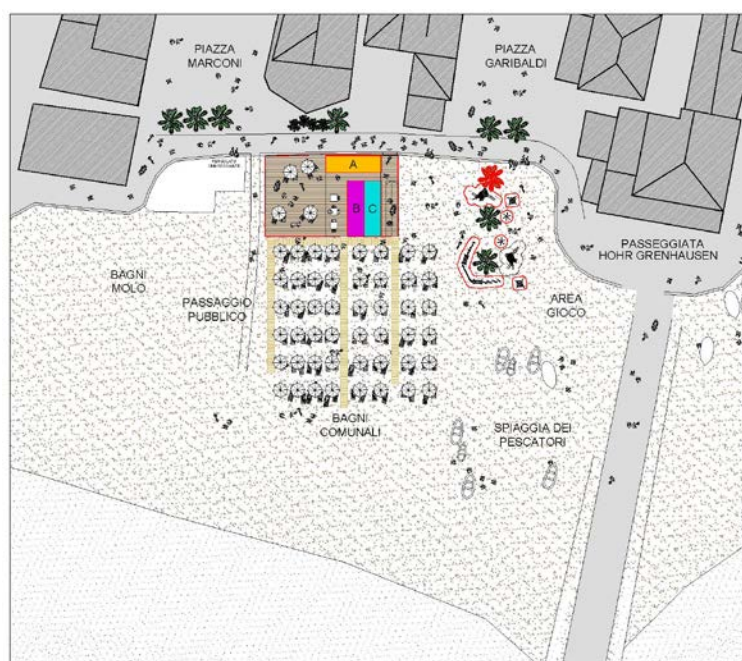 PIAZZA
MARCONI
PIAZZA
GARIBALDI
A
B
C
BAGNI
MOLO
PASSAGGIO
PUBBLICO
PASSEGGIATA
HOHR GRENHAUSEN
AREA
GIOCO
BAGNI
COMUNALI
SPIAGGIA DEI
PESCATORI